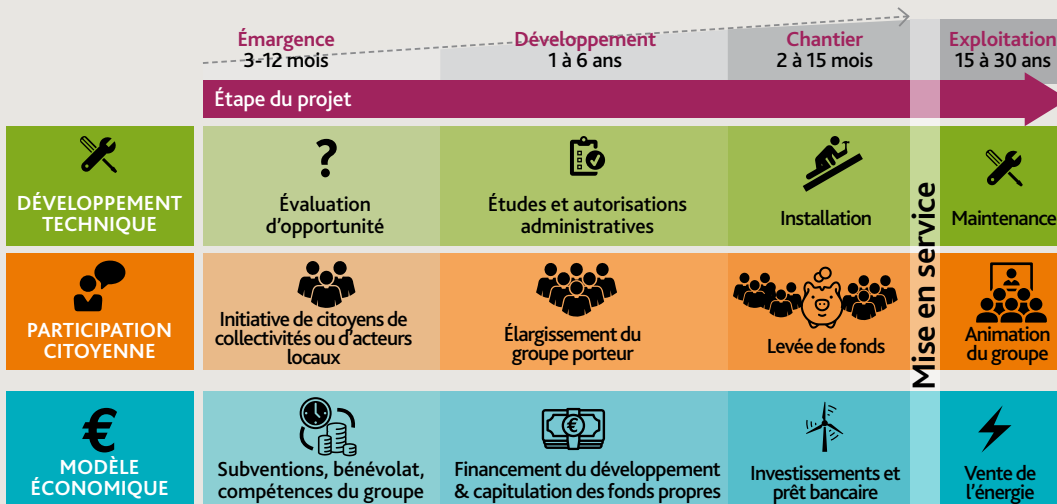 Émargence
3-12 mois
Développement
1 à 6 ans
Chantier
2 à 15 mois
Exploitation
15 à 30 ans
Étape du projet
DÉVELOPPEMENT
TECHNIQUE
?
Évaluation
d'opportunité
Études et autorisations
administratives
Installation
Maintenance
Mise en service
PARTICIPATION
CITOYENNE
Initiative de citoyens de
collectivités ou d'acteurs
locaux
Élargissement du
groupe porteur
Levée de fonds
Animation
du groupe
€
MODÈLE
ÉCONOMIQUE
Subventions, bénévolat,
compétences du groupe
€
Financement du développement
& capitulation des fonds propres
Investissements et
prêt bancaire
Vente de
l'énergie